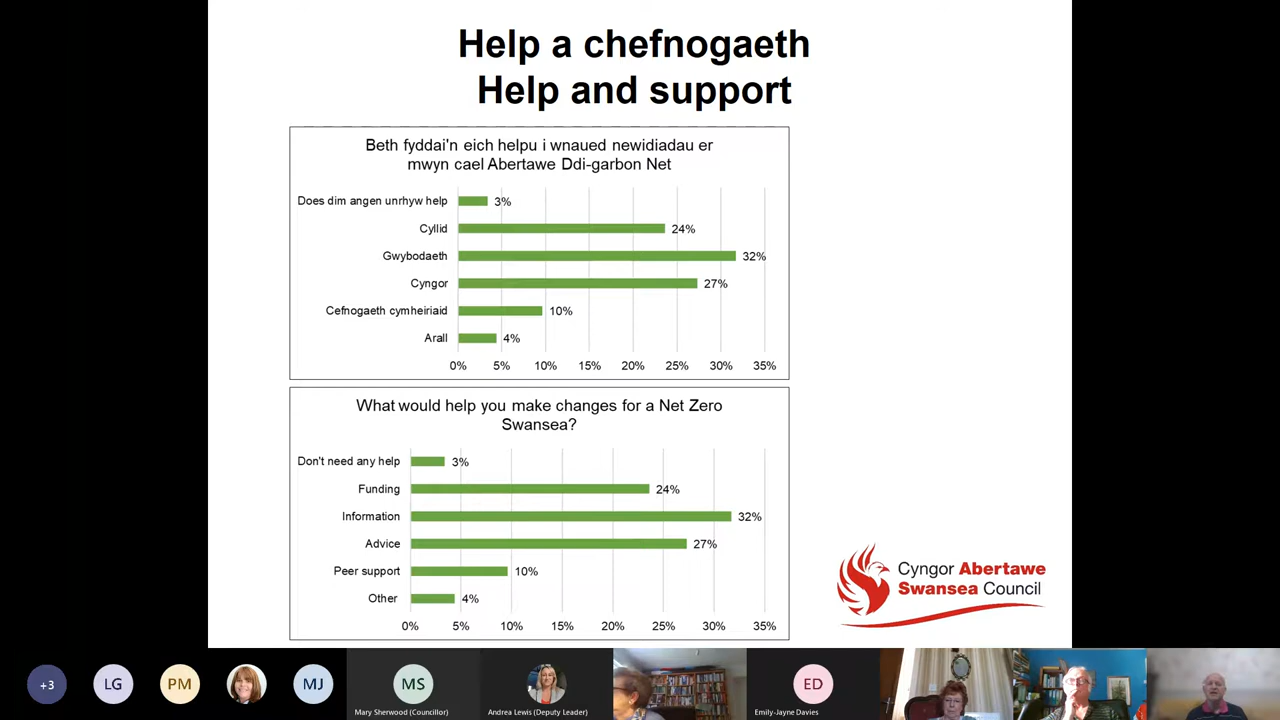 Help a chefnogaeth
Help and support
Beth fyddai'n eich helpu i wnaued newidiadau er
mwyn cael Abertawe Ddi-garbon Net
Does dim angen unrhyw help 3%
Cyllid 24%
Gwybodaeth 32%
Cyngor 27%
Cefnogaeth cymheiriaid 10%
Arall 4%
0% 5% 10% 15% 20% 25% 30% 35%
What would help you make changes for a Net Zero
Swansea?
Don't need any help 3%
Funding 24%
Information 32%
Advice 27%
Peer support 10%
Other 4%
0% 5% 10% 15% 20% 25% 30% 35%
Cyngor Abertawe
Swansea Council
+3 LG PM MJ MS ED
Mary Sherwood (Councillor) Andrea Lewis (Deputy Leader) Emily-Jayne Davies